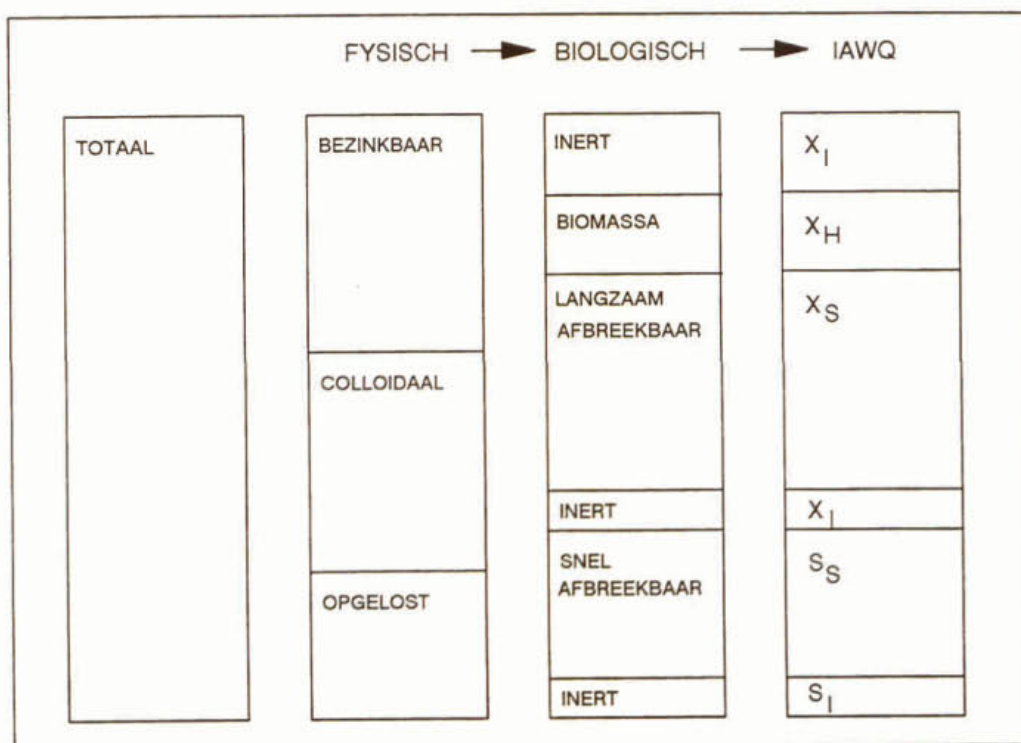 FYSISCH → BIOLOGISCH → IAWQ
TOTAAL
BEZINKBAAR
COLLOIDAAL
OPGELOST
INERT
BIOMASSA
LANGZAAM
AFBREEKBAAR
INERT
SNEL
AFBREEKBAAR
INERT
X_I
X_H
X_S
X_I
S_S
S_I